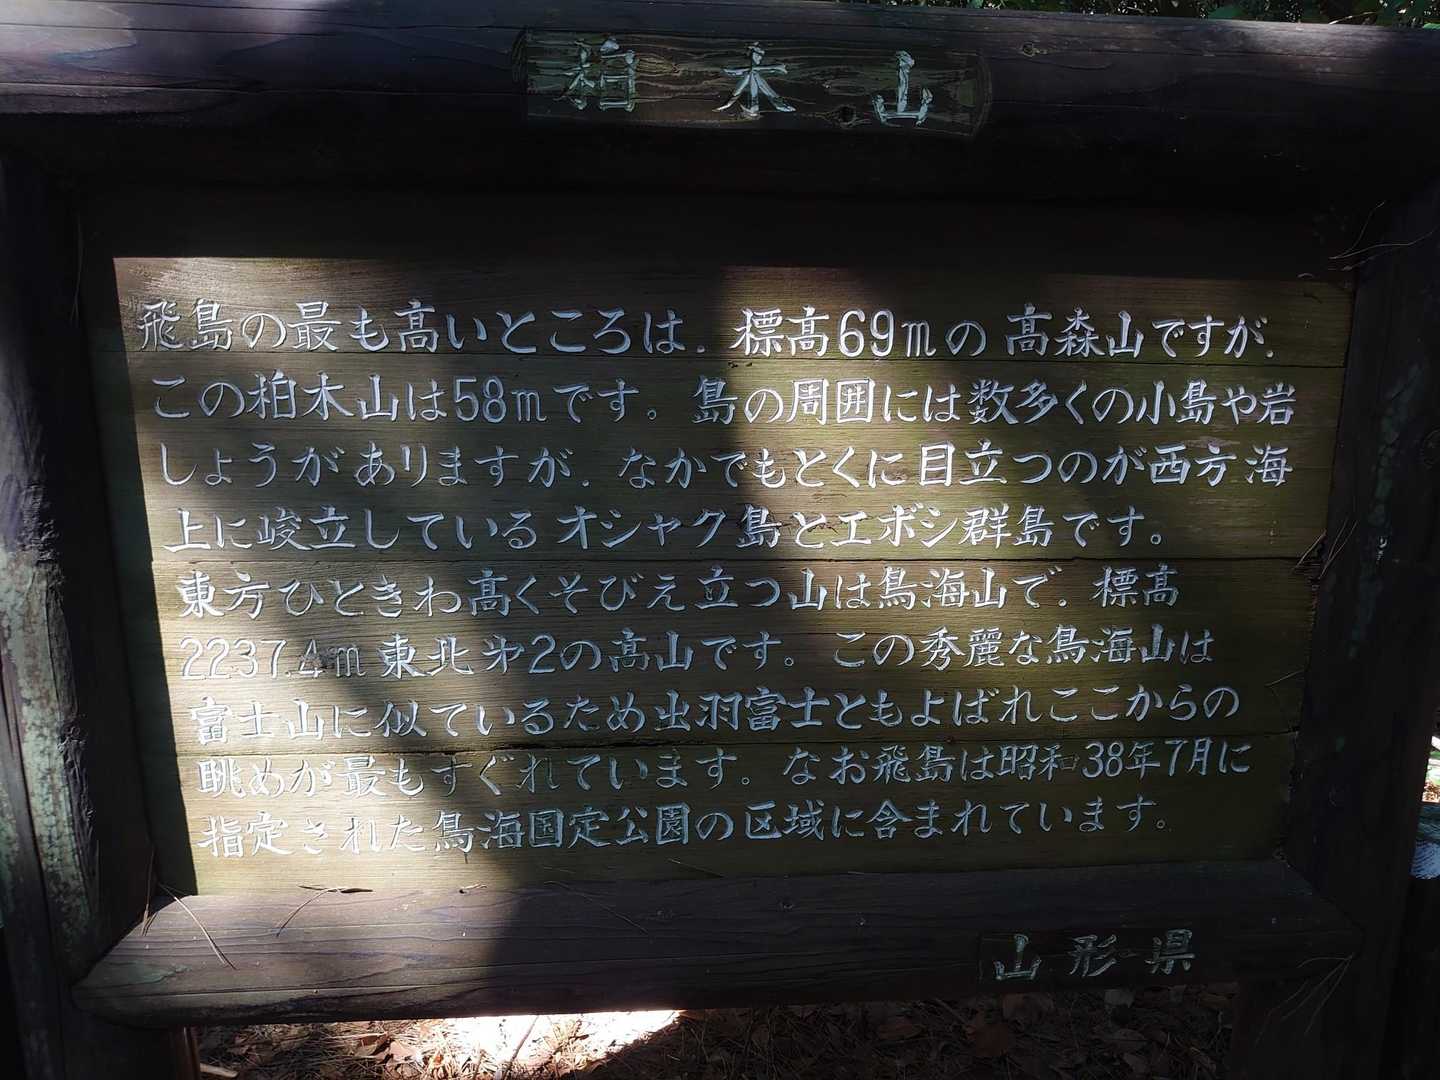 柏木山
飛島の最も高いところは、標高69mの高森山ですが、
この柏木山は58mです。島の周囲には数多くの小島や岩
しょうがありますが、なかでもとくに目立つのが西方海
上に峻立しているオシャク島とエボシ群島です。
東方ひときわ高くそびえ立つ山は鳥海山で、標高
2237.4m東北第2の高山です。この秀麗な鳥海山は
富士山に似ているため出羽富士ともよばれここからの
眺めが最もすぐれています。なお飛島は昭和38年7月に
指定された鳥海国定公園の区域に含まれています。
山形県